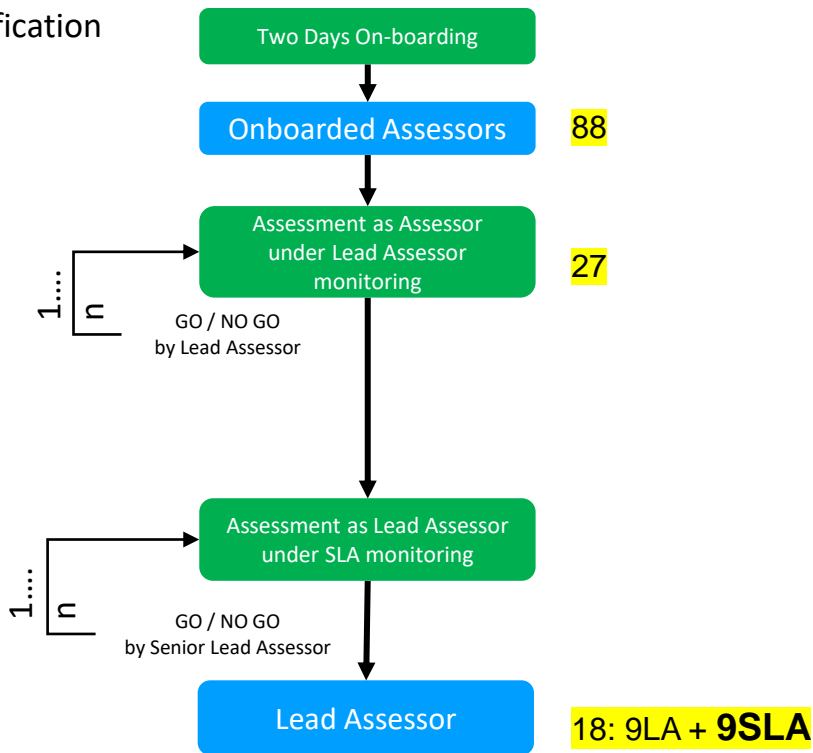 fication
Two Days On-boarding
Onboarded Assessors
88
Assessment as Assessor
under Lead Assessor
monitoring
27
1....
n
GO / NO GO
by Lead Assessor
Assessment as Lead Assessor
under SLA monitoring
1....
n
GO / NO GO
by Senior Lead Assessor
Lead Assessor
18: 9LA + 9SLA